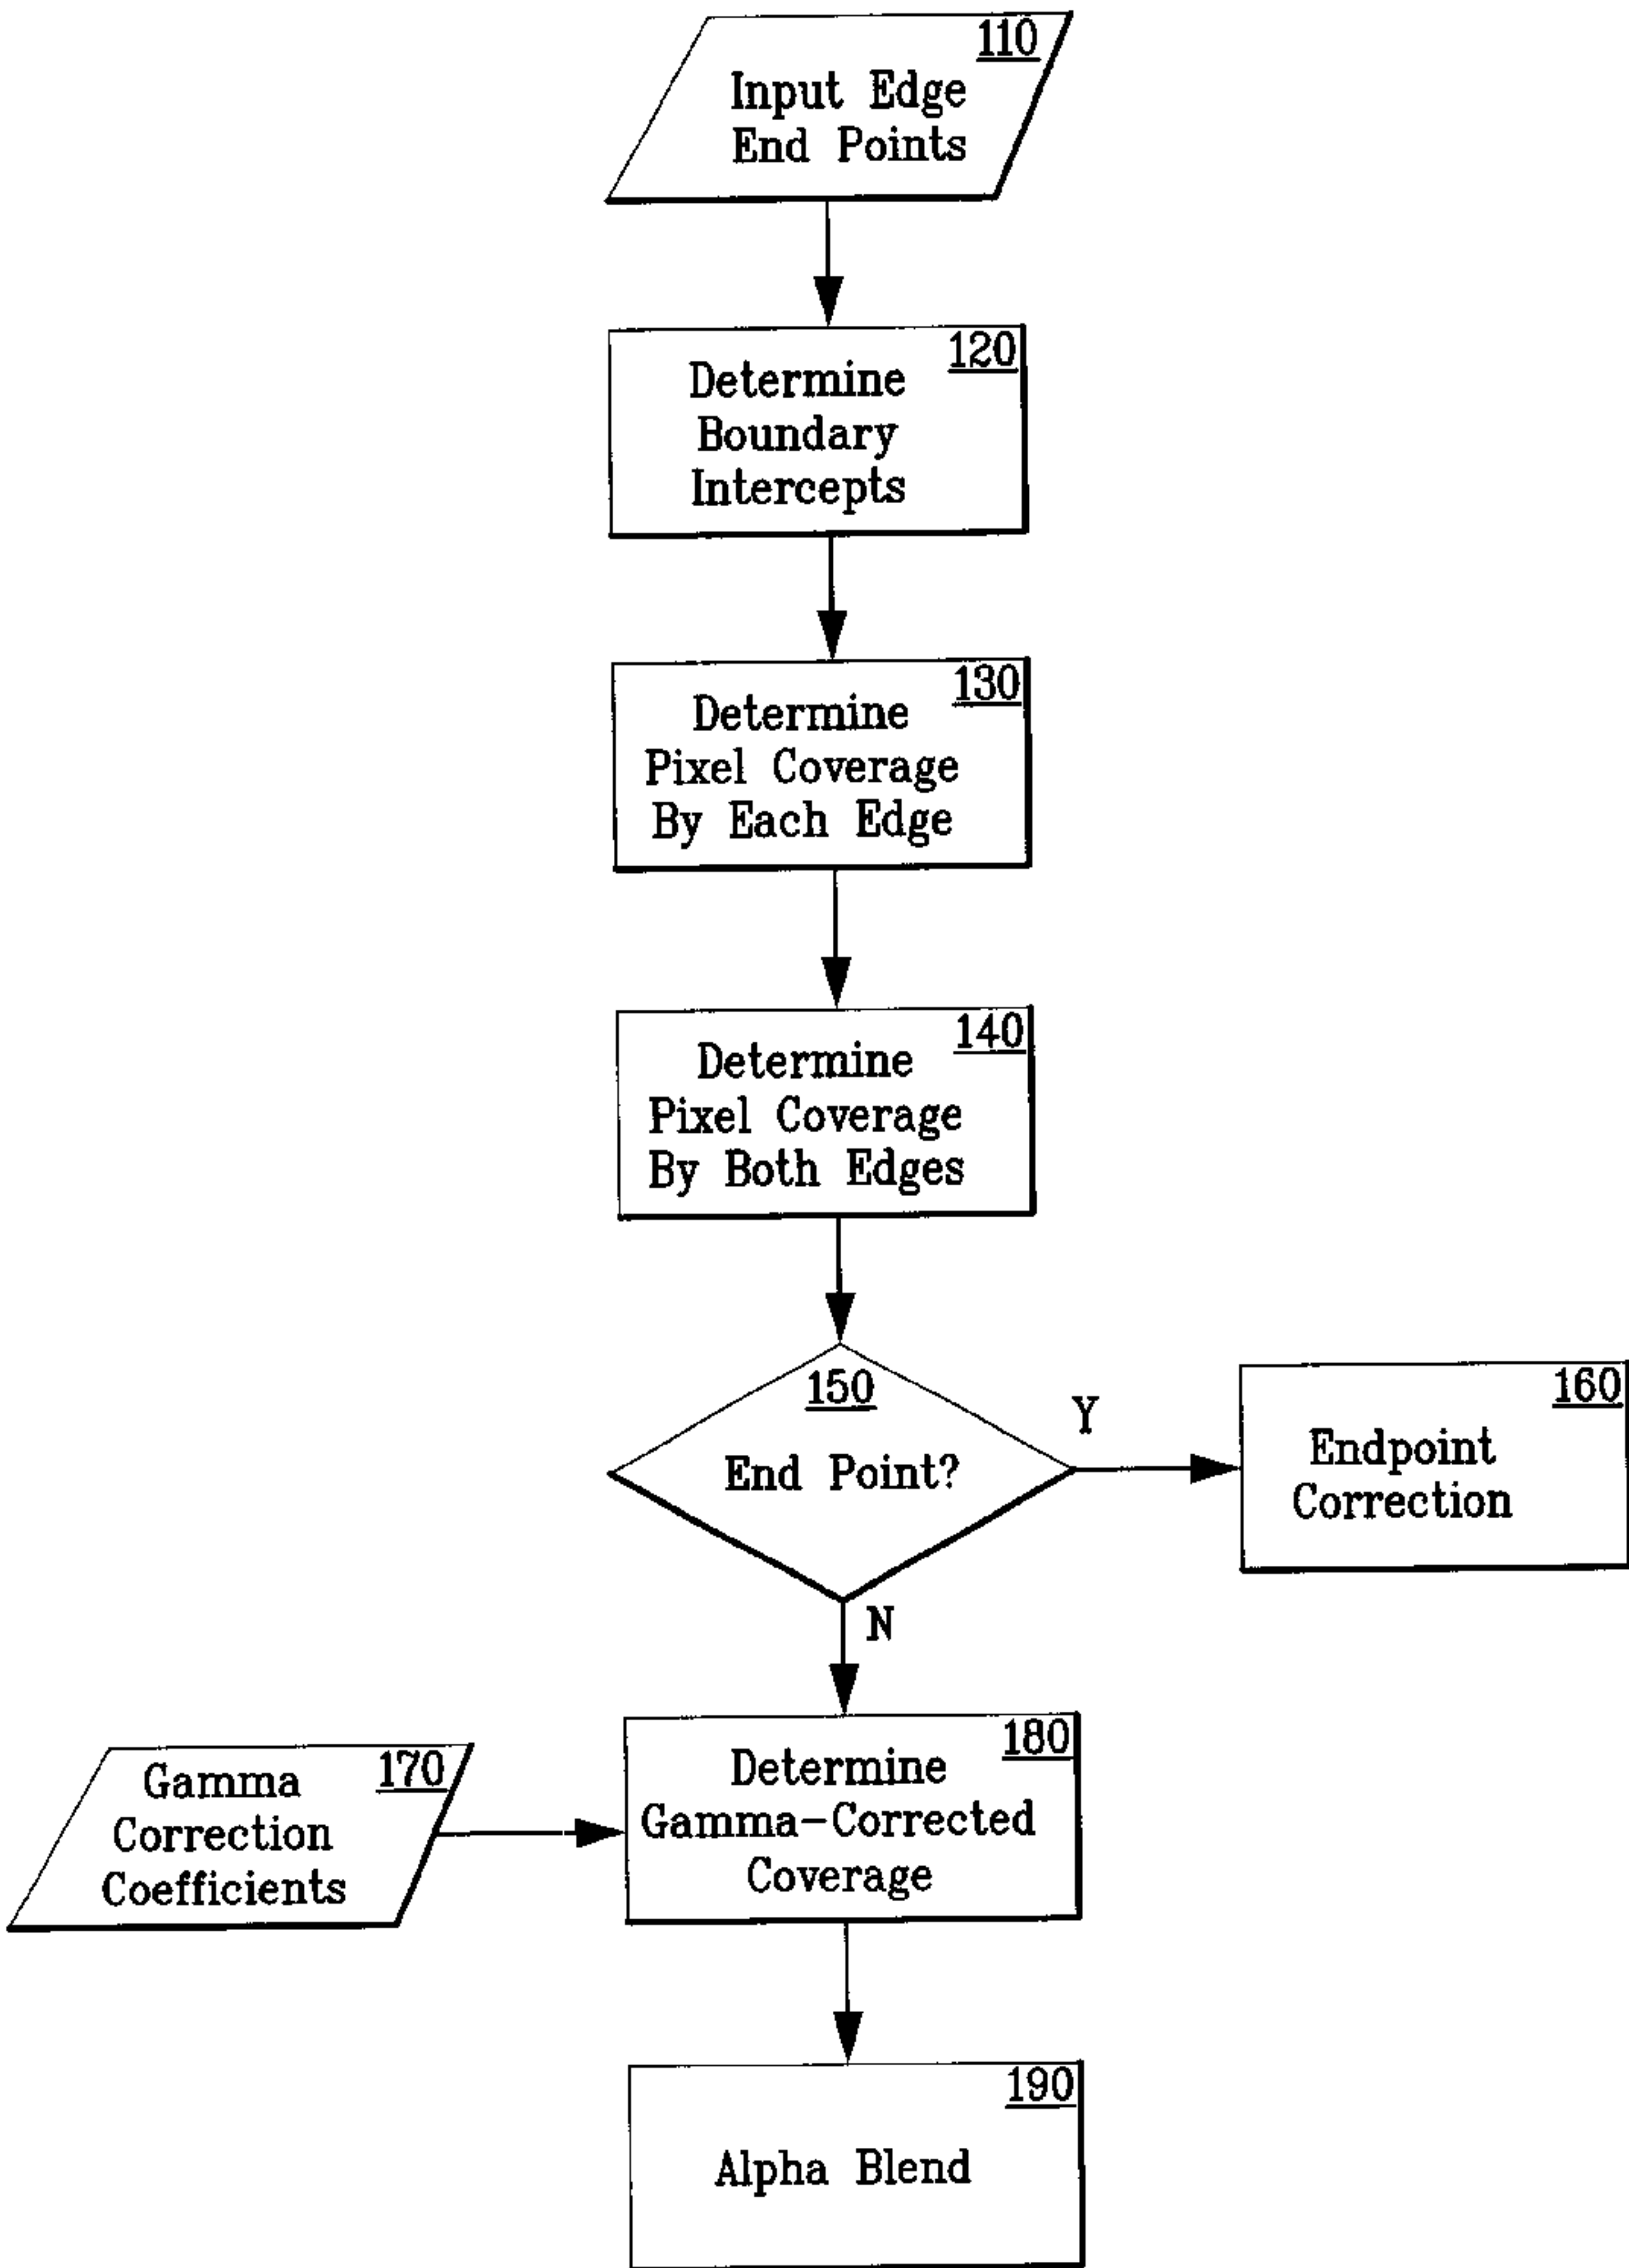 110
Input Edge
End Points
120
Determine
Boundary
Intercepts
130
Determine
Pixel Coverage
By Each Edge
140
Determine
Pixel Coverage
By Both Edges
150
End Point?
Y
160
Endpoint
Correction
N
170
Gamma
Correction
Coefficients
180
Determine
Gamma-Corrected
Coverage
190
Alpha Blend